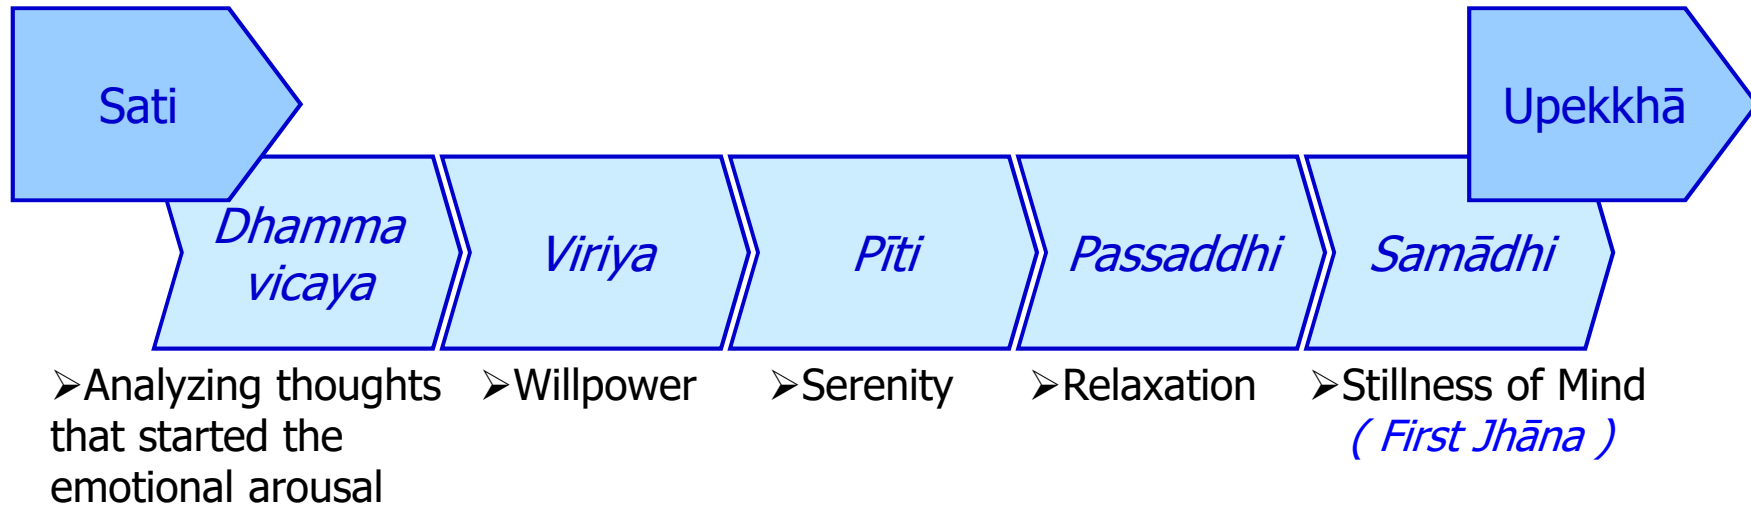 Sati
Upekkhā
Dhamma
vicaya
Viriya
Pīti
Passaddhi
Samādhi
➢Analyzing thoughts
that started the
emotional arousal
➢Willpower
➢Serenity
➢Relaxation
➢Stillness of Mind
( First Jhāna )